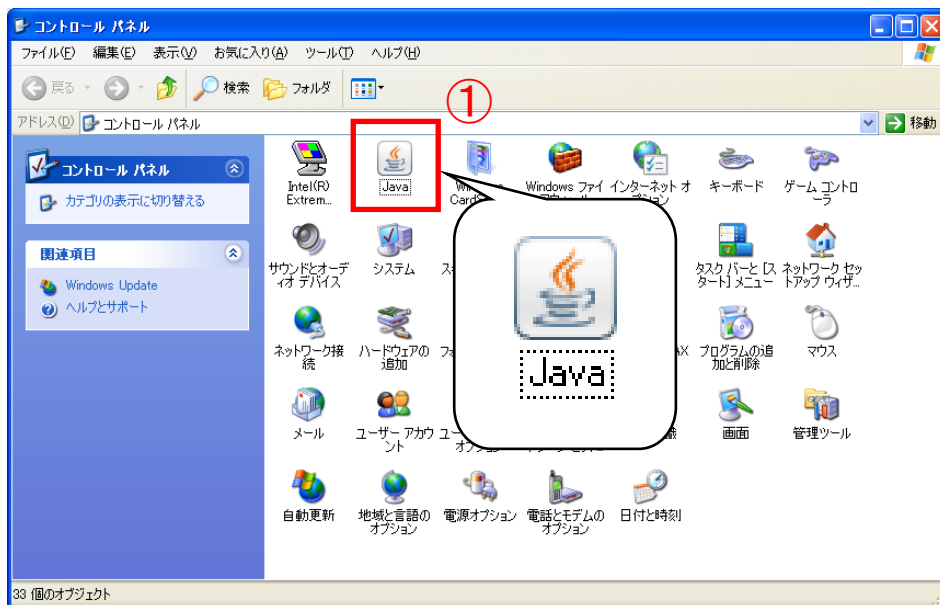 コントロール パネル
ファイル(F) 編集(E) 表示(V) お気に入り(A) ツール(T) ヘルプ(H)
戻る 検索 フォルダ
①
アドレス(D) コントロール パネル 移動
コントロール パネル
カテゴリの表示に切り替える
関連項目
Windows Update
ヘルプとサポート
Intel(R)
Extrem...
Java
Windows ファイ
インターネット オ
キーボード
ゲーム コントロ
ーラ
サウンドとオーデ
ィオ デバイス
システム
タスク バーと [ス
タート] メニュー
ネットワーク セッ
トアップ ウィザ...
ネットワーク接
続
ハードウェアの
追加
プログラムの追
加と削除
マウス
Java
メール
ユーザー アカウ
ント
画面
管理ツール
自動更新
地域と言語の
オプション
電源オプション
電話とモデムの
オプション
日付と時刻
33 個のオブジェクト